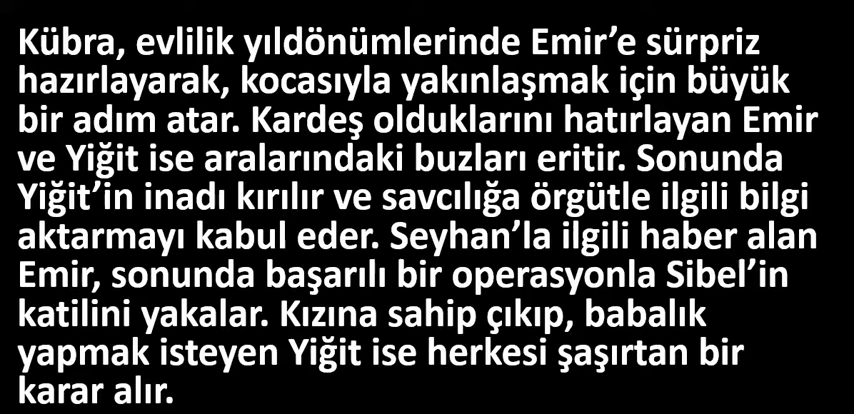 Kübra, evlilik yıldönümlerinde Emir’e sürpriz
hazırlayarak, kocasıyla yakınlaşmak için büyük
bir adım atar. Kardeş olduklarını hatırlayan Emir
ve Yiğit ise aralarındaki buzları eritir. Sonunda
Yiğit’in inadı kırılır ve savcılığa örgütle ilgili bilgi
aktarmayı kabul eder. Seyhan’la ilgili haber alan
Emir, sonunda başarılı bir operasyonla Sibel’in
katilini yakalar. Kızına sahip çıkıp, babalık
yapmak isteyen Yiğit ise herkesi şaşırtan bir
karar alır.